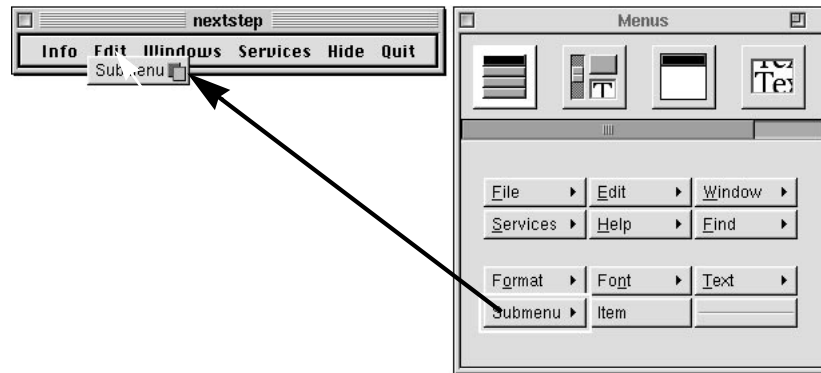 nextstep
Info Edit Windows Services Hide Quit
Submenu
Menus
T
Text
File Edit Window
Services Help Find
Format Font Text
Submenu Item